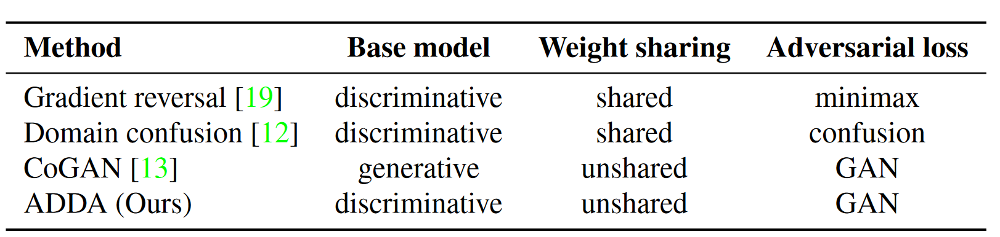 Method Base model Weight sharing Adversarial loss
Gradient reversal [19] discriminative shared minimax
Domain confusion [12] discriminative shared confusion
CoGAN [13] generative unshared GAN
ADDA (Ours) discriminative unshared GAN